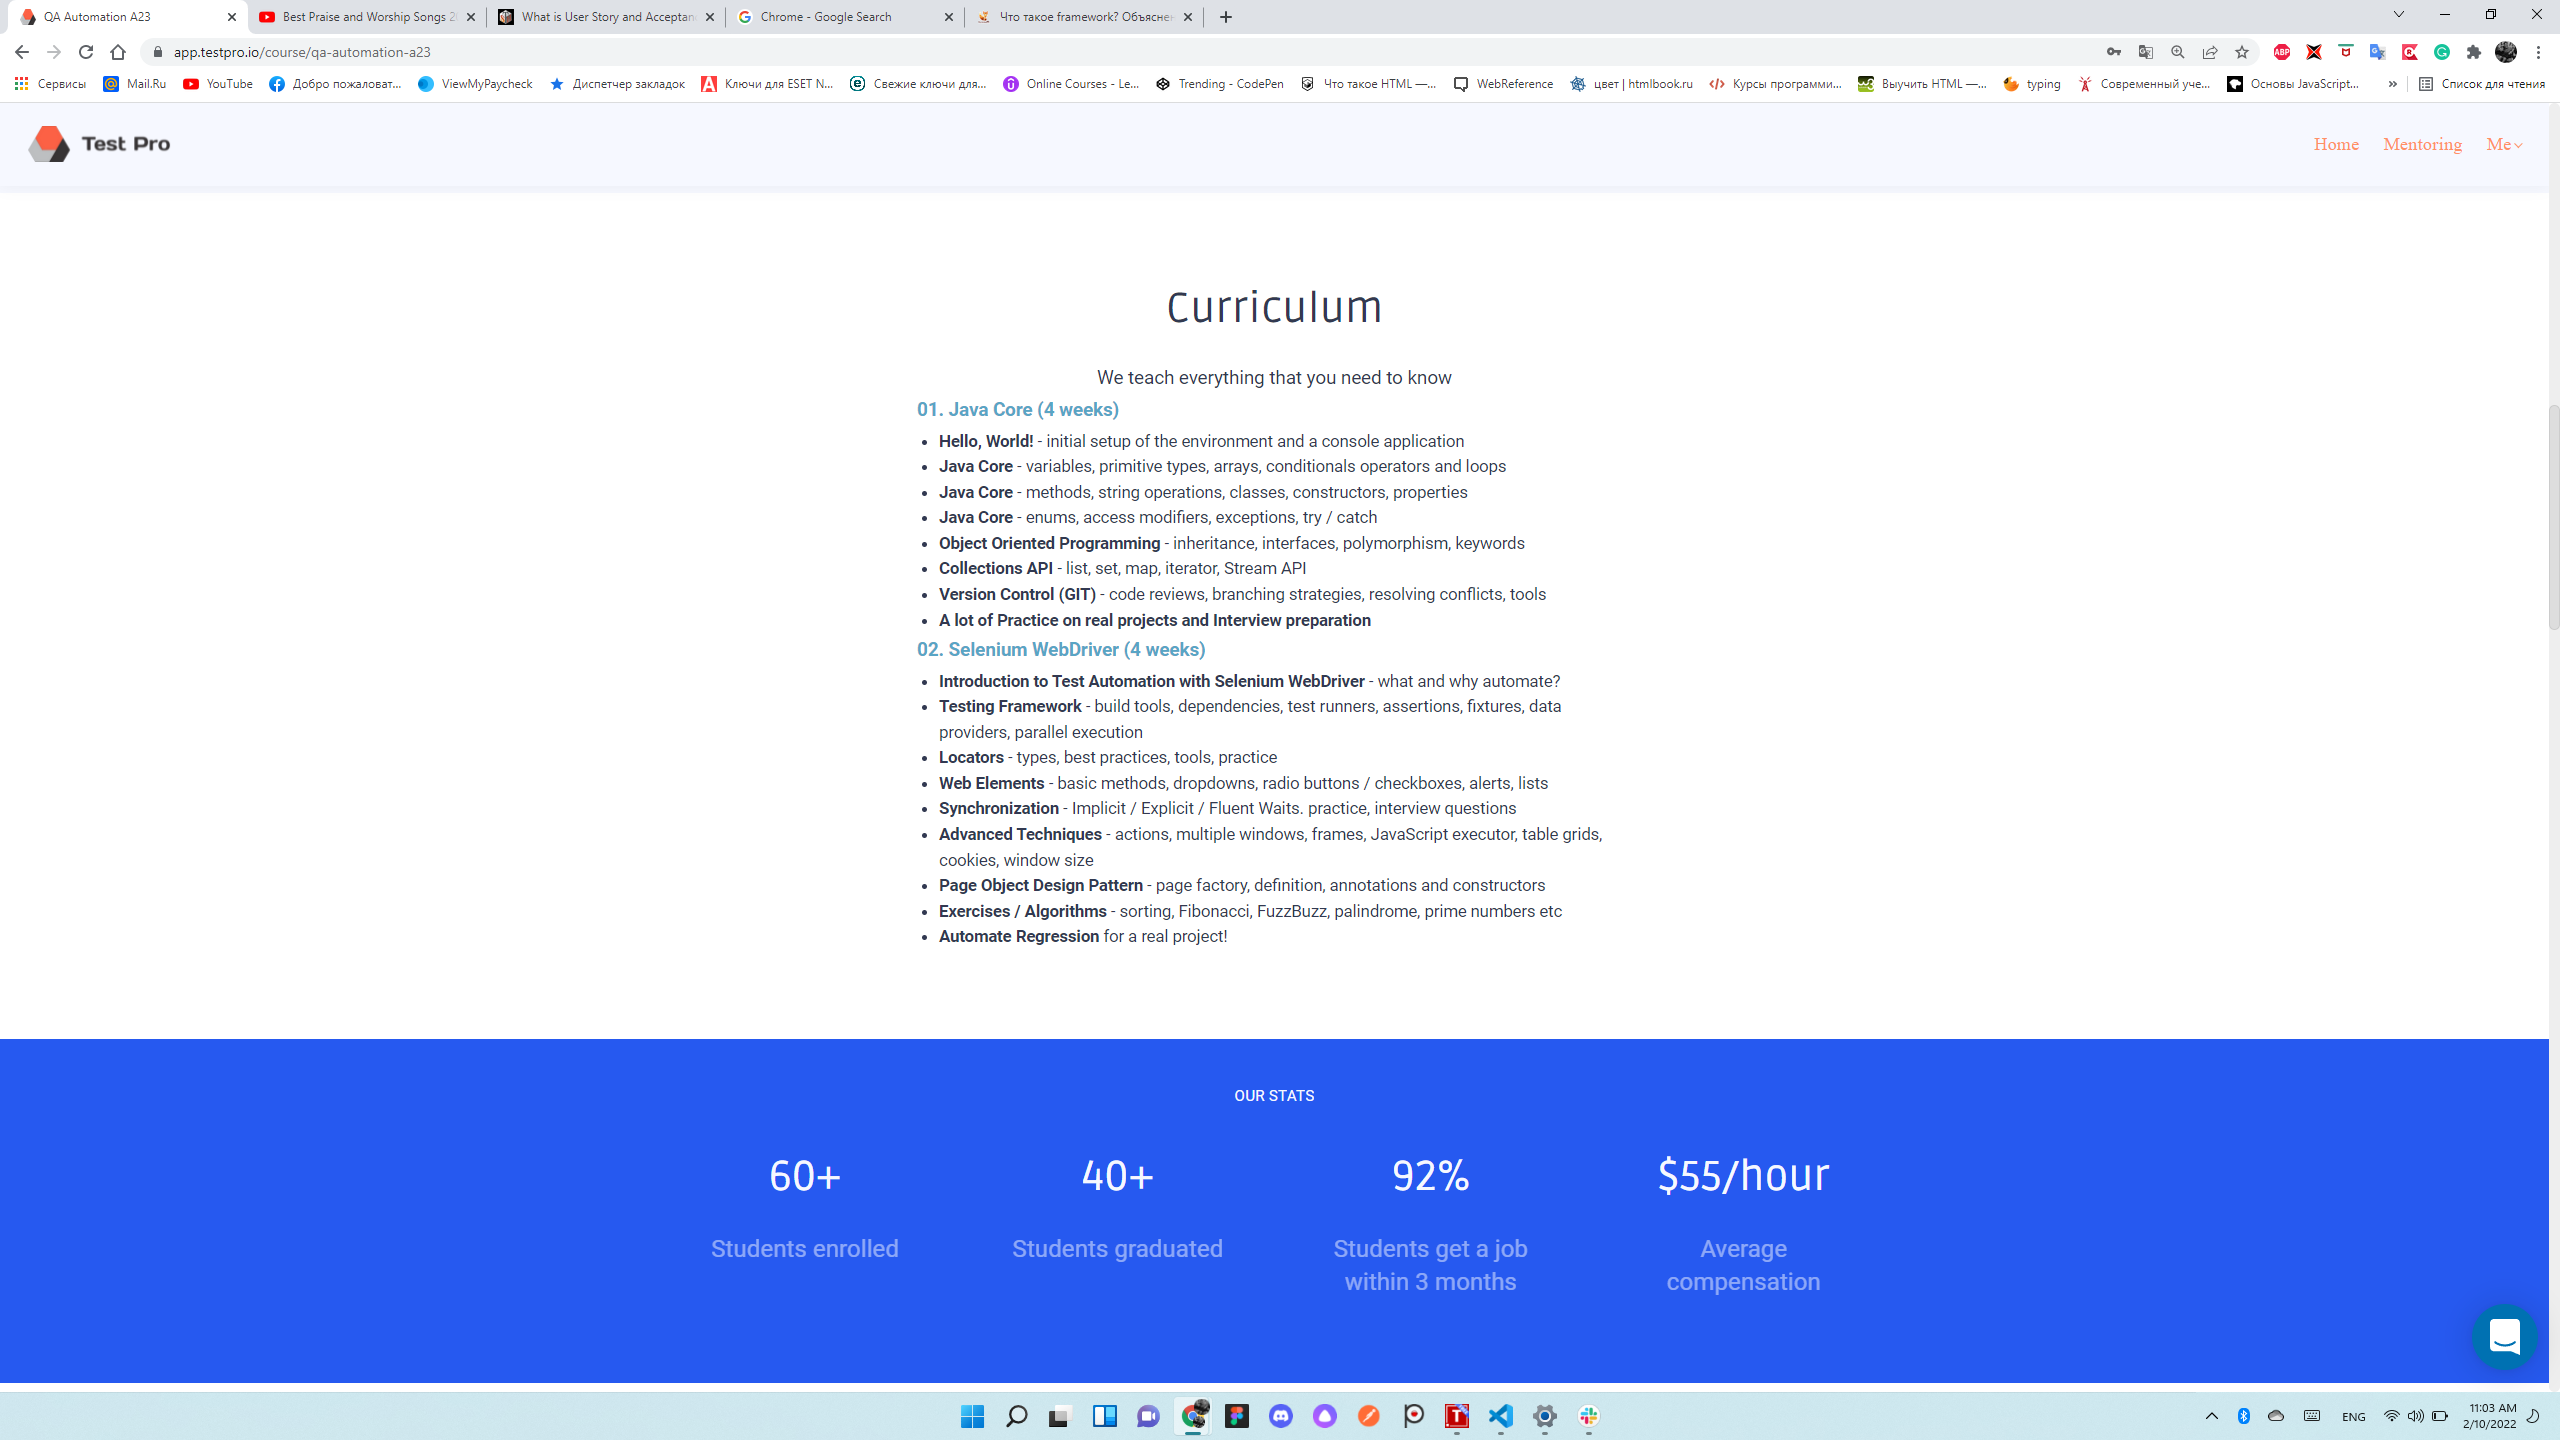 QA Automation A23
Best Praise and Worship Songs 2
What is User Story and Acceptan
Chrome - Google Search
Что такое framework? Объяснен
app.testpro.io/course/qa-automation-a23
Сервисы
Mail.Ru
YouTube
Добро пожаловат...
ViewMyPaycheck
Диспетчер закладок
Ключи для ESET N...
Свежие ключи для...
Online Courses - Le...
Trending - CodePen
Что такое HTML —...
WebReference
цвет | htmlbook.ru
Курсы программи...
Выучить HTML —...
typing
Современный уче...
Основы JavaScript...
»
Список для чтения
Test Pro
Home
Mentoring
Me
Curriculum
We teach everything that you need to know
01. Java Core (4 weeks)
• Hello, World! - initial setup of the environment and a console application
• Java Core - variables, primitive types, arrays, conditionals operators and loops
• Java Core - methods, string operations, classes, constructors, properties
• Java Core - enums, access modifiers, exceptions, try / catch
• Object Oriented Programming - inheritance, interfaces, polymorphism, keywords
• Collections API - list, set, map, iterator, Stream API
• Version Control (GIT) - code reviews, branching strategies, resolving conflicts, tools
• A lot of Practice on real projects and Interview preparation
02. Selenium WebDriver (4 weeks)
• Introduction to Test Automation with Selenium WebDriver - what and why automate?
• Testing Framework - build tools, dependencies, test runners, assertions, fixtures, data
providers, parallel execution
• Locators - types, best practices, tools, practice
• Web Elements - basic methods, dropdowns, radio buttons / checkboxes, alerts, lists
• Synchronization - Implicit / Explicit / Fluent Waits. practice, interview questions
• Advanced Techniques - actions, multiple windows, frames, JavaScript executor, table grids,
cookies, window size
• Page Object Design Pattern - page factory, definition, annotations and constructors
• Exercises / Algorithms - sorting, Fibonacci, FuzzBuzz, palindrome, prime numbers etc
• Automate Regression for a real project!
OUR STATS
60+
Students enrolled
40+
Students graduated
92%
Students get a job
within 3 months
$55/hour
Average
compensation
ENG
11:03 AM
2/10/2022